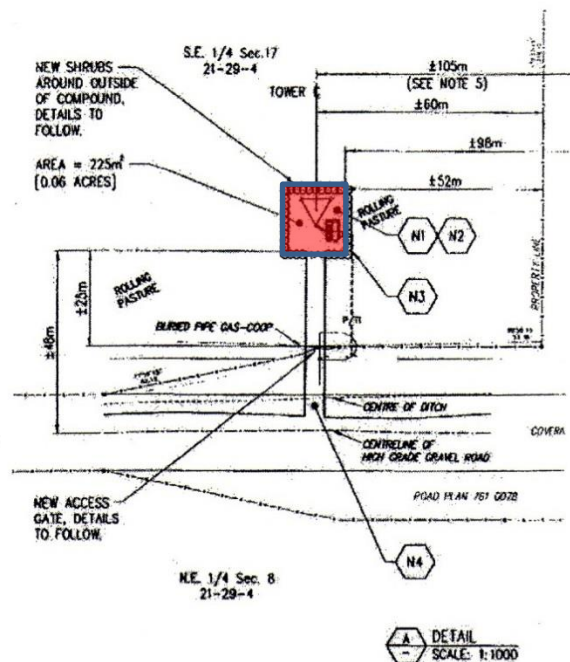 S.E. 1/4 Sec.17
21-29-4
NEW SHRUBS
AROUND OUTSIDE
OF COMPOUND,
DETAILS TO
FOLLOW.
TOWER
±105m
(SEE NOTE 5)
±60m
AREA = 225m²
[0.06 ACRES]
±98m
±52m
ROLLING
PASTURE
N1
N2
N3
PROPERTY LINE
ROLLING
PASTURE
±25m
±48m
BURIED PIPE GAS-COOP
CENTRE OF DITCH
CENTRELINE OF
HIGH GRADE GRAVEL ROAD
COVERA
NEW ACCESS
GATE, DETAILS
TO FOLLOW.
ROAD PLAN 761
N4
N.E. 1/4 Sec. 8
21-29-4
A
DETAIL
SCALE: 1:1000